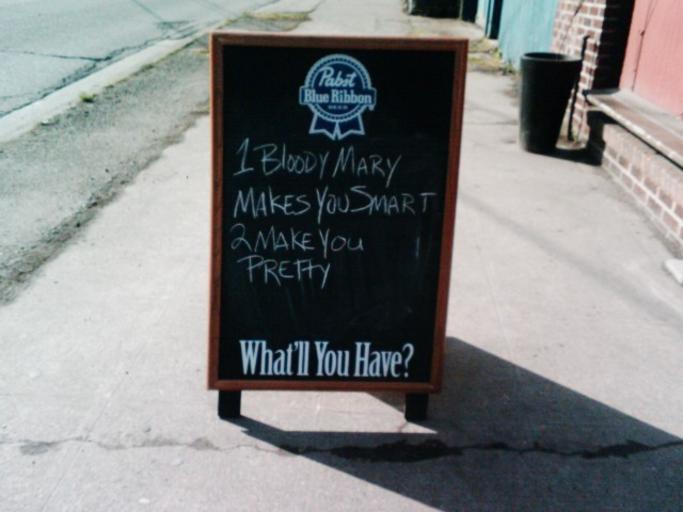 Pabst
Blue Ribbon
1 BLOODY MARY
MAKES YOU SMART
2 MAKE YOU
PRETTY
What'll You Have?